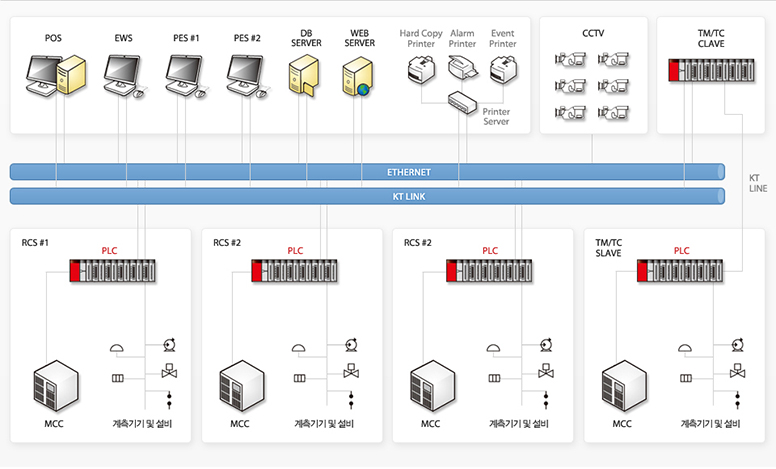 POS
EWS
PES #1
PES #2
DB
SERVER
WEB
SERVER
Hard Copy
Printer
Alarm
Printer
Event
Printer
Printer
Server
CCTV
TM/TC
CLAVE
ETHERNET
KT LINK
KT
LINE
RCS #1
PLC
MCC
계측기기 및 설비
RCS #2
PLC
MCC
계측기기 및 설비
RCS #2
PLC
MCC
계측기기 및 설비
TM/TC
SLAVE
PLC
MCC
계측기기 및 설비